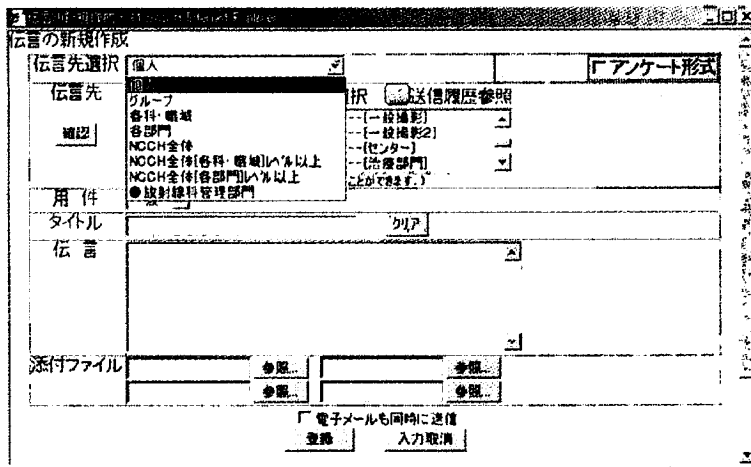 伝言の新規作成
伝言先選択 個人
アンケート形式
個人
グループ
各科・職域
各部門
NCCH全体
NCCH全体[各科・職域]レベル以上
NCCH全体[各部門]レベル以上
●放射線科管理部門
伝言先
択 送信履歴参照
--[一般撮影]
--[一般撮影2]
--[センター]
--[治療部門]
ことができます。)
確認
用 件
タイトル
クリア
伝 言
添付ファイル
参照... 参照...
参照... 参照...
電子メールも同時に送信
登録 入力取消